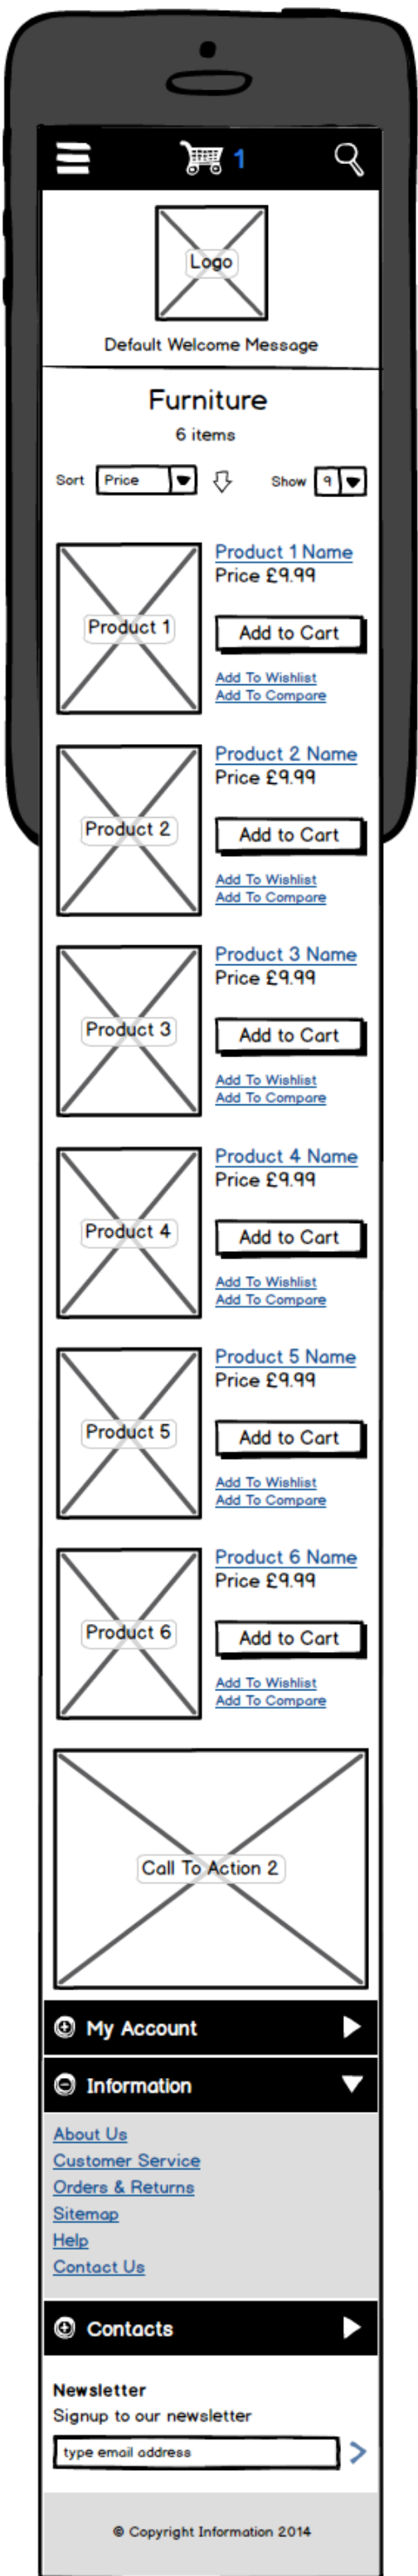 1
Logo
Default Welcome Message
Furniture
6 items
Sort Price Show 9
Product 1
Product 1 Name
Price £9.99
Add to Cart
Add To Wishlist
Add To Compare
Product 2
Product 2 Name
Price £9.99
Add to Cart
Add To Wishlist
Add To Compare
Product 3
Product 3 Name
Price £9.99
Add to Cart
Add To Wishlist
Add To Compare
Product 4
Product 4 Name
Price £9.99
Add to Cart
Add To Wishlist
Add To Compare
Product 5
Product 5 Name
Price £9.99
Add to Cart
Add To Wishlist
Add To Compare
Product 6
Product 6 Name
Price £9.99
Add to Cart
Add To Wishlist
Add To Compare
Call To Action 2
My Account
Information
About Us
Customer Service
Orders & Returns
Sitemap
Help
Contact Us
Contacts
Newsletter
Signup to our newsletter
type email address
© Copyright Information 2014